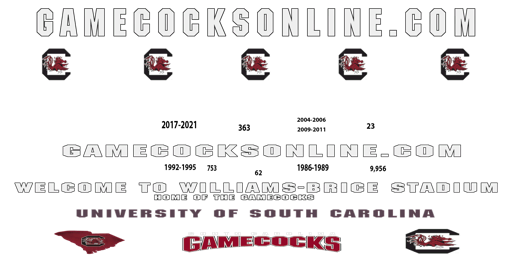 GAMECOCKSONLINE.COM
2017-2021 363 2004-2006 23
2009-2011
GAMECOCKSONLINE.COM
1992-1995 753 62 1986-1989 9,956
WELCOME TO WILLIAMS-BRICE STADIUM
HOME OF THE GAMECOCKS
UNIVERSITY OF SOUTH CAROLINA
GAMECOCKS